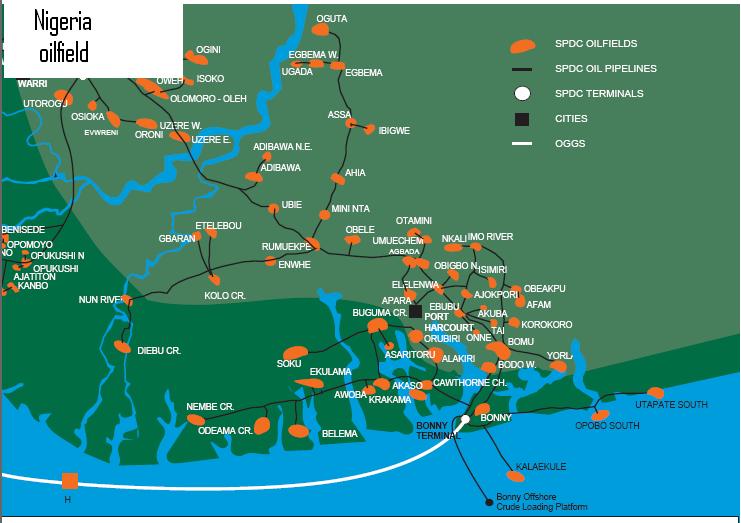 Nigeria
oilfield
SPDC OILFIELDS
SPDC OIL PIPELINES
SPDC TERMINALS
CITIES
OGGS
OGUTA
OGINI
EGBEMA W.
UGADA
EGBEMA
OWEH
ISOKO
WARRI
UTOROGU
OLOMORO - OLEH
OSIOKA
EVWRENI
ORONI
UZERE W.
UZERE E.
ASSA
IBIGWE
ADIBAWA N.E.
ADIBAWA
AHIA
UBIE
MINI NTA
BENISEDE
OPOMOYO
NO
OPUKUSHI N
OPUKUSHI
AJATITON
KANBO
ETELEBOU
GBARAN
KOLO CR.
NUN RIVE
RUMUEKPE
ENWHE
OBELE
OTAMINI
UMUECHEM
AGBADA
NKALI
IMO RIVER
OBIGBO N.
ISIMIRI
ELELENWA
APARA
AJOKPORI
OBEAKPU
AFAM
EBUBU
AKUBA
TAI
KOROKORO
PORT
HARCOURT
BUGUMA CR.
ORUBIRI
ONNE
BOMU
DIEBU CR.
SOKU
ASARITORU
ALAKIRI
BODO W.
YORL
EKULAMA
AWOBA
KRAKAMA
AKASO
CAWTHORNE CH.
NEMBE CR.
ODEAMA CR.
BELEMA
BONNY
BONNY
TERMINAL
UTAPATE SOUTH
OPOBO SOUTH
KALAEKULE
H
Bonny Offshore
Crude Loading Platform